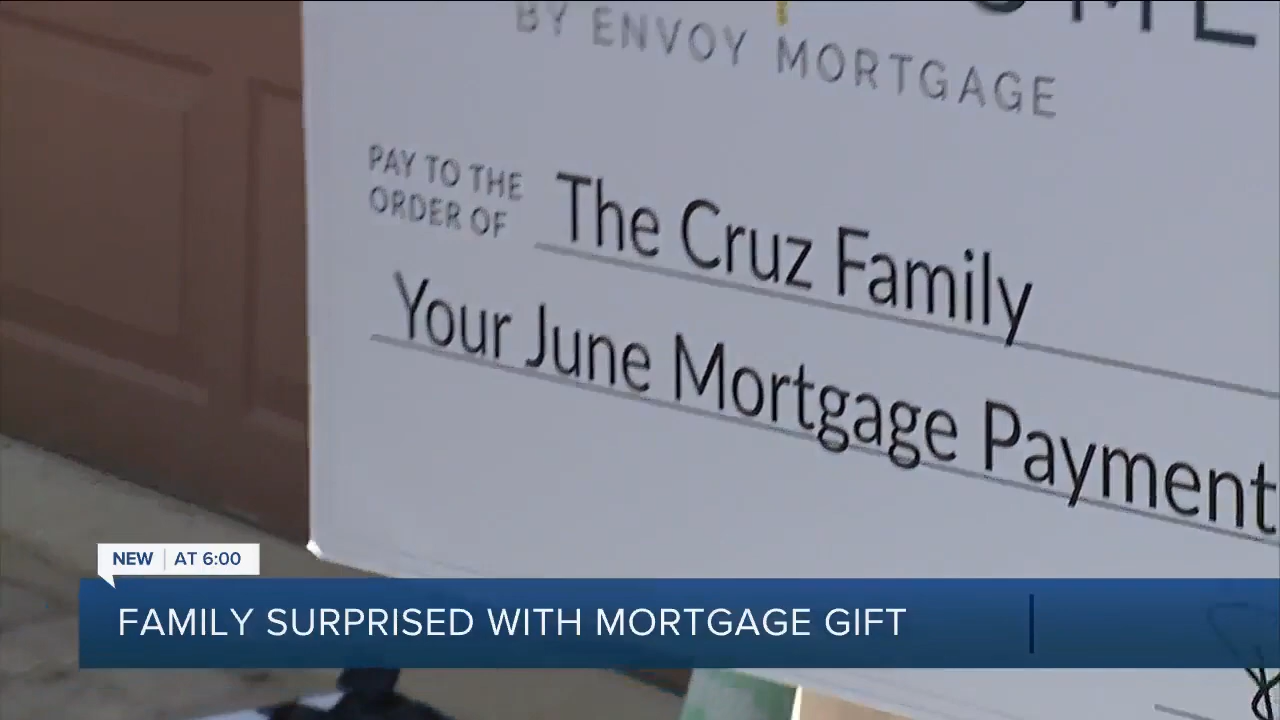 BY ENVOY MORTGAGE
PAY TO THE
ORDER OF
The Cruz Family
Your June Mortgage Payment
NEW AT 6:00
FAMILY SURPRISED WITH MORTGAGE GIFT